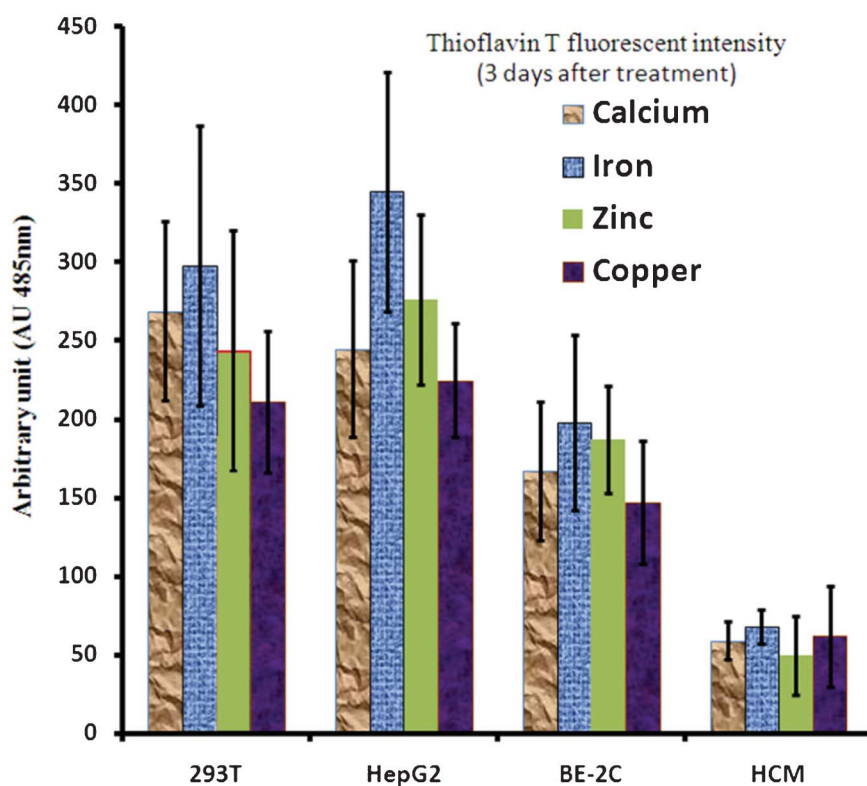 Thioflavin T fluorescent intensity
(3 days after treatment)
Calcium
Iron
Zinc
Copper
Arbitrary unit (AU 485nm)
450
400
350
300
250
200
150
100
50
0
293T HepG2 BE-2C HCM